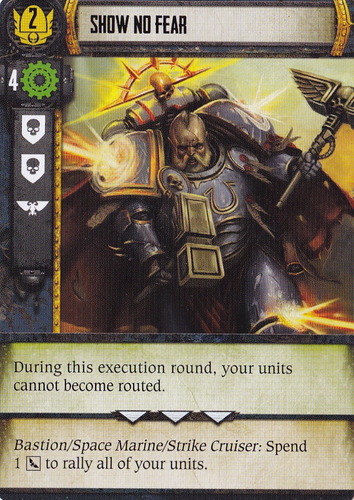 2
SHOW NO FEAR
4
During this execution round, your units
cannot become routed.
Bastion/Space Marine/Strike Cruiser: Spend
1 to rally all of your units.